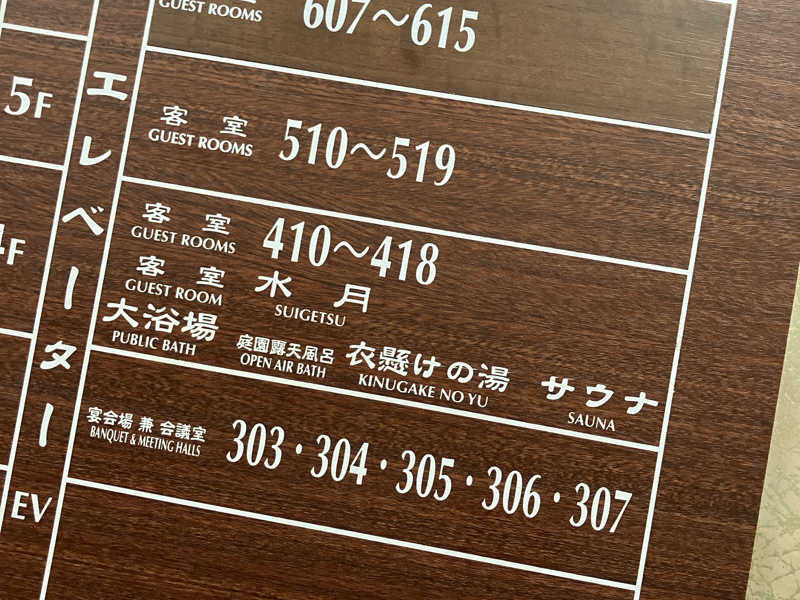 GUEST ROOMS
607～615
5F
客室
GUEST ROOMS
510～519
4F
客室
GUEST ROOMS
410～418
客室
GUEST ROOM
水月
SUIGETSU
大浴場
PUBLIC BATH
庭園露天風呂
OPEN AIR BATH
衣懸けの湯
KINUGAKE NO YU
サウナ
SAUNA
宴会場 兼 会議室
BANQUET & MEETING HALLS
303・304・305・306・307
エレベーター
EV